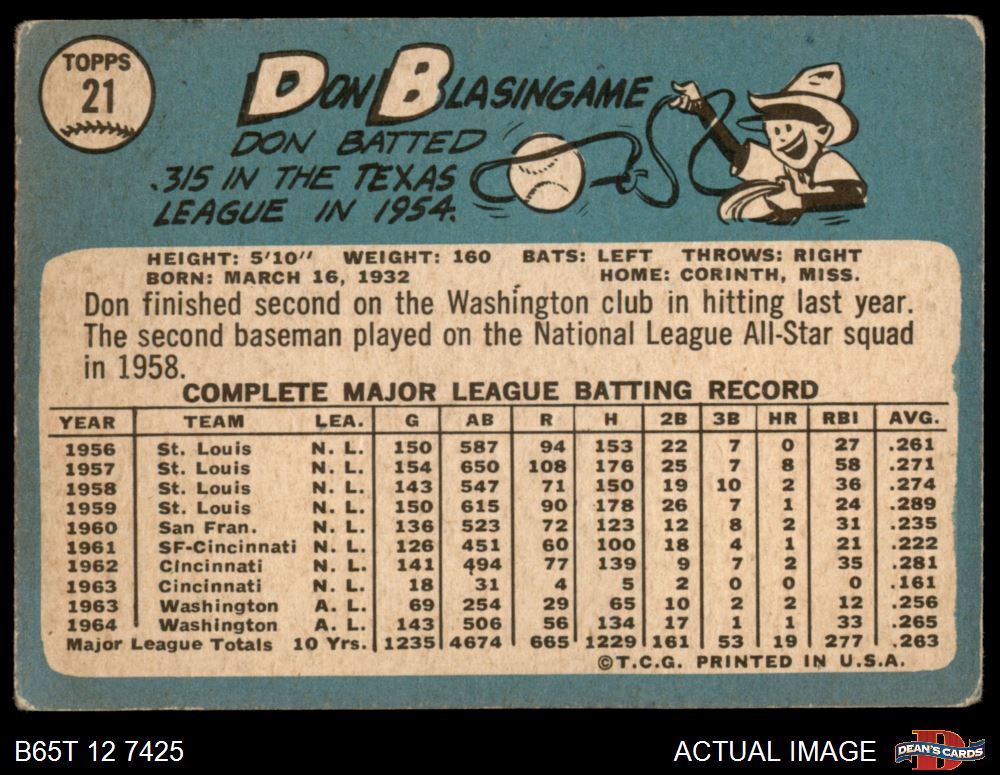 TOPPS
21
DON BLASINGAME
DON BATTED
.315 IN THE TEXAS
LEAGUE IN 1954.
HEIGHT: 5'10" WEIGHT: 160 BATS: LEFT THROWS: RIGHT
BORN: MARCH 16, 1932 HOME: CORINTH, MISS.
Don finished second on the Washington club in hitting last year.
The second baseman played on the National League All-Star squad
in 1958.
COMPLETE MAJOR LEAGUE BATTING RECORD
YEAR TEAM LEA. G AB R H 2B 3B HR RBI AVG.
1956 St. Louis N. L. 150 587 94 153 22 7 0 27 .261
1957 St. Louis N. L. 154 650 108 176 25 7 8 58 .271
1958 St. Louis N. L. 143 547 71 150 19 10 2 36 .274
1959 St. Louis N. L. 150 615 90 178 26 7 1 24 .289
1960 San Fran. N. L. 136 523 72 123 12 8 2 31 .235
1961 SF-Cincinnati N. L. 126 451 60 100 18 4 1 21 .222
1962 Cincinnati N. L. 141 494 77 139 9 7 2 35 .281
1963 Cincinnati N. L. 18 31 4 5 2 0 0 0 .161
1963 Washington A. L. 69 254 29 65 10 2 2 12 .256
1964 Washington A. L. 143 506 56 134 17 1 1 33 .265
Major League Totals 10 Yrs. 1235 4674 665 1229 161 53 19 277 .263
©T.C.G. PRINTED IN U.S.A.
B65T 12 7425
ACTUAL IMAGE
DEAN'S CARDS